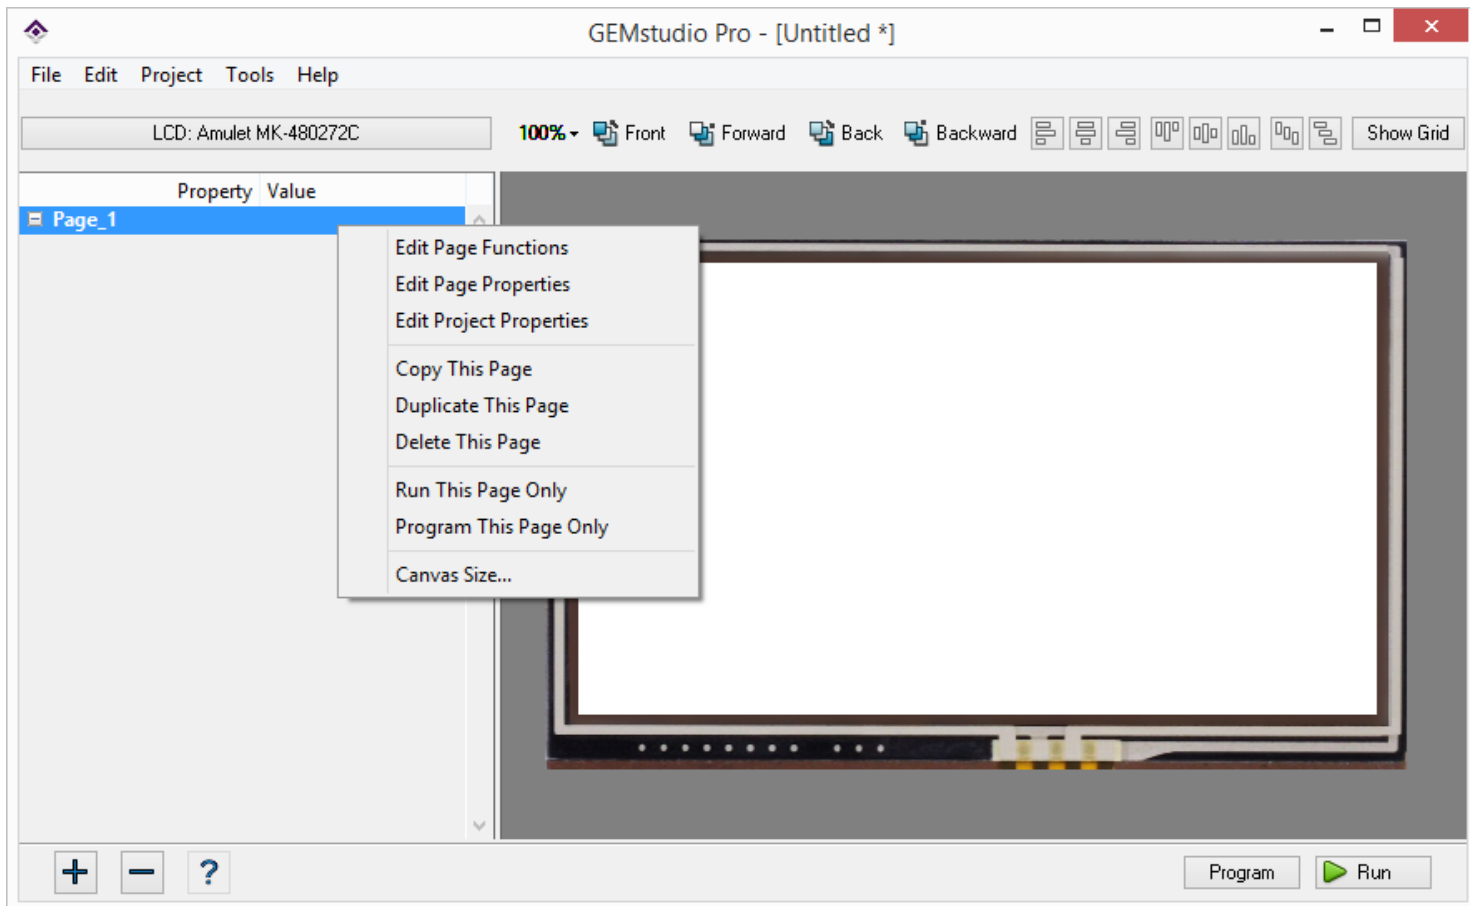 GEMstudio Pro - [Untitled *]
File Edit Project Tools Help
LCD: Amulet MK-480272C 100% Front Forward Back Backward Show Grid
Property Value
Page_1
Edit Page Functions
Edit Page Properties
Edit Project Properties
Copy This Page
Duplicate This Page
Delete This Page
Run This Page Only
Program This Page Only
Canvas Size...
? Program Run